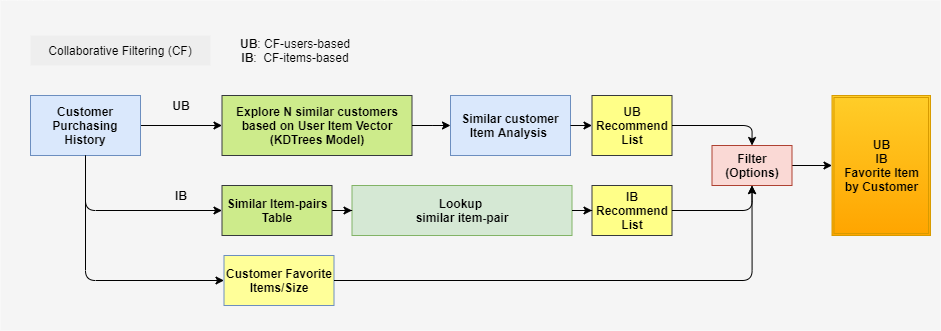 Collaborative Filtering (CF)
UB: CF-users-based
IB: CF-items-based
Customer
Purchasing
History
UB
Explore N similar customers
based on User Item Vector
(KDTrees Model)
Similar customer
Item Analysis
UB
Recommend
List
Filter
(Options)
UB
IB
Favorite Item
by Customer
IB
Similar Item-pairs
Table
Lookup
similar item-pair
IB
Recommend
List
Customer Favorite
Items/Size